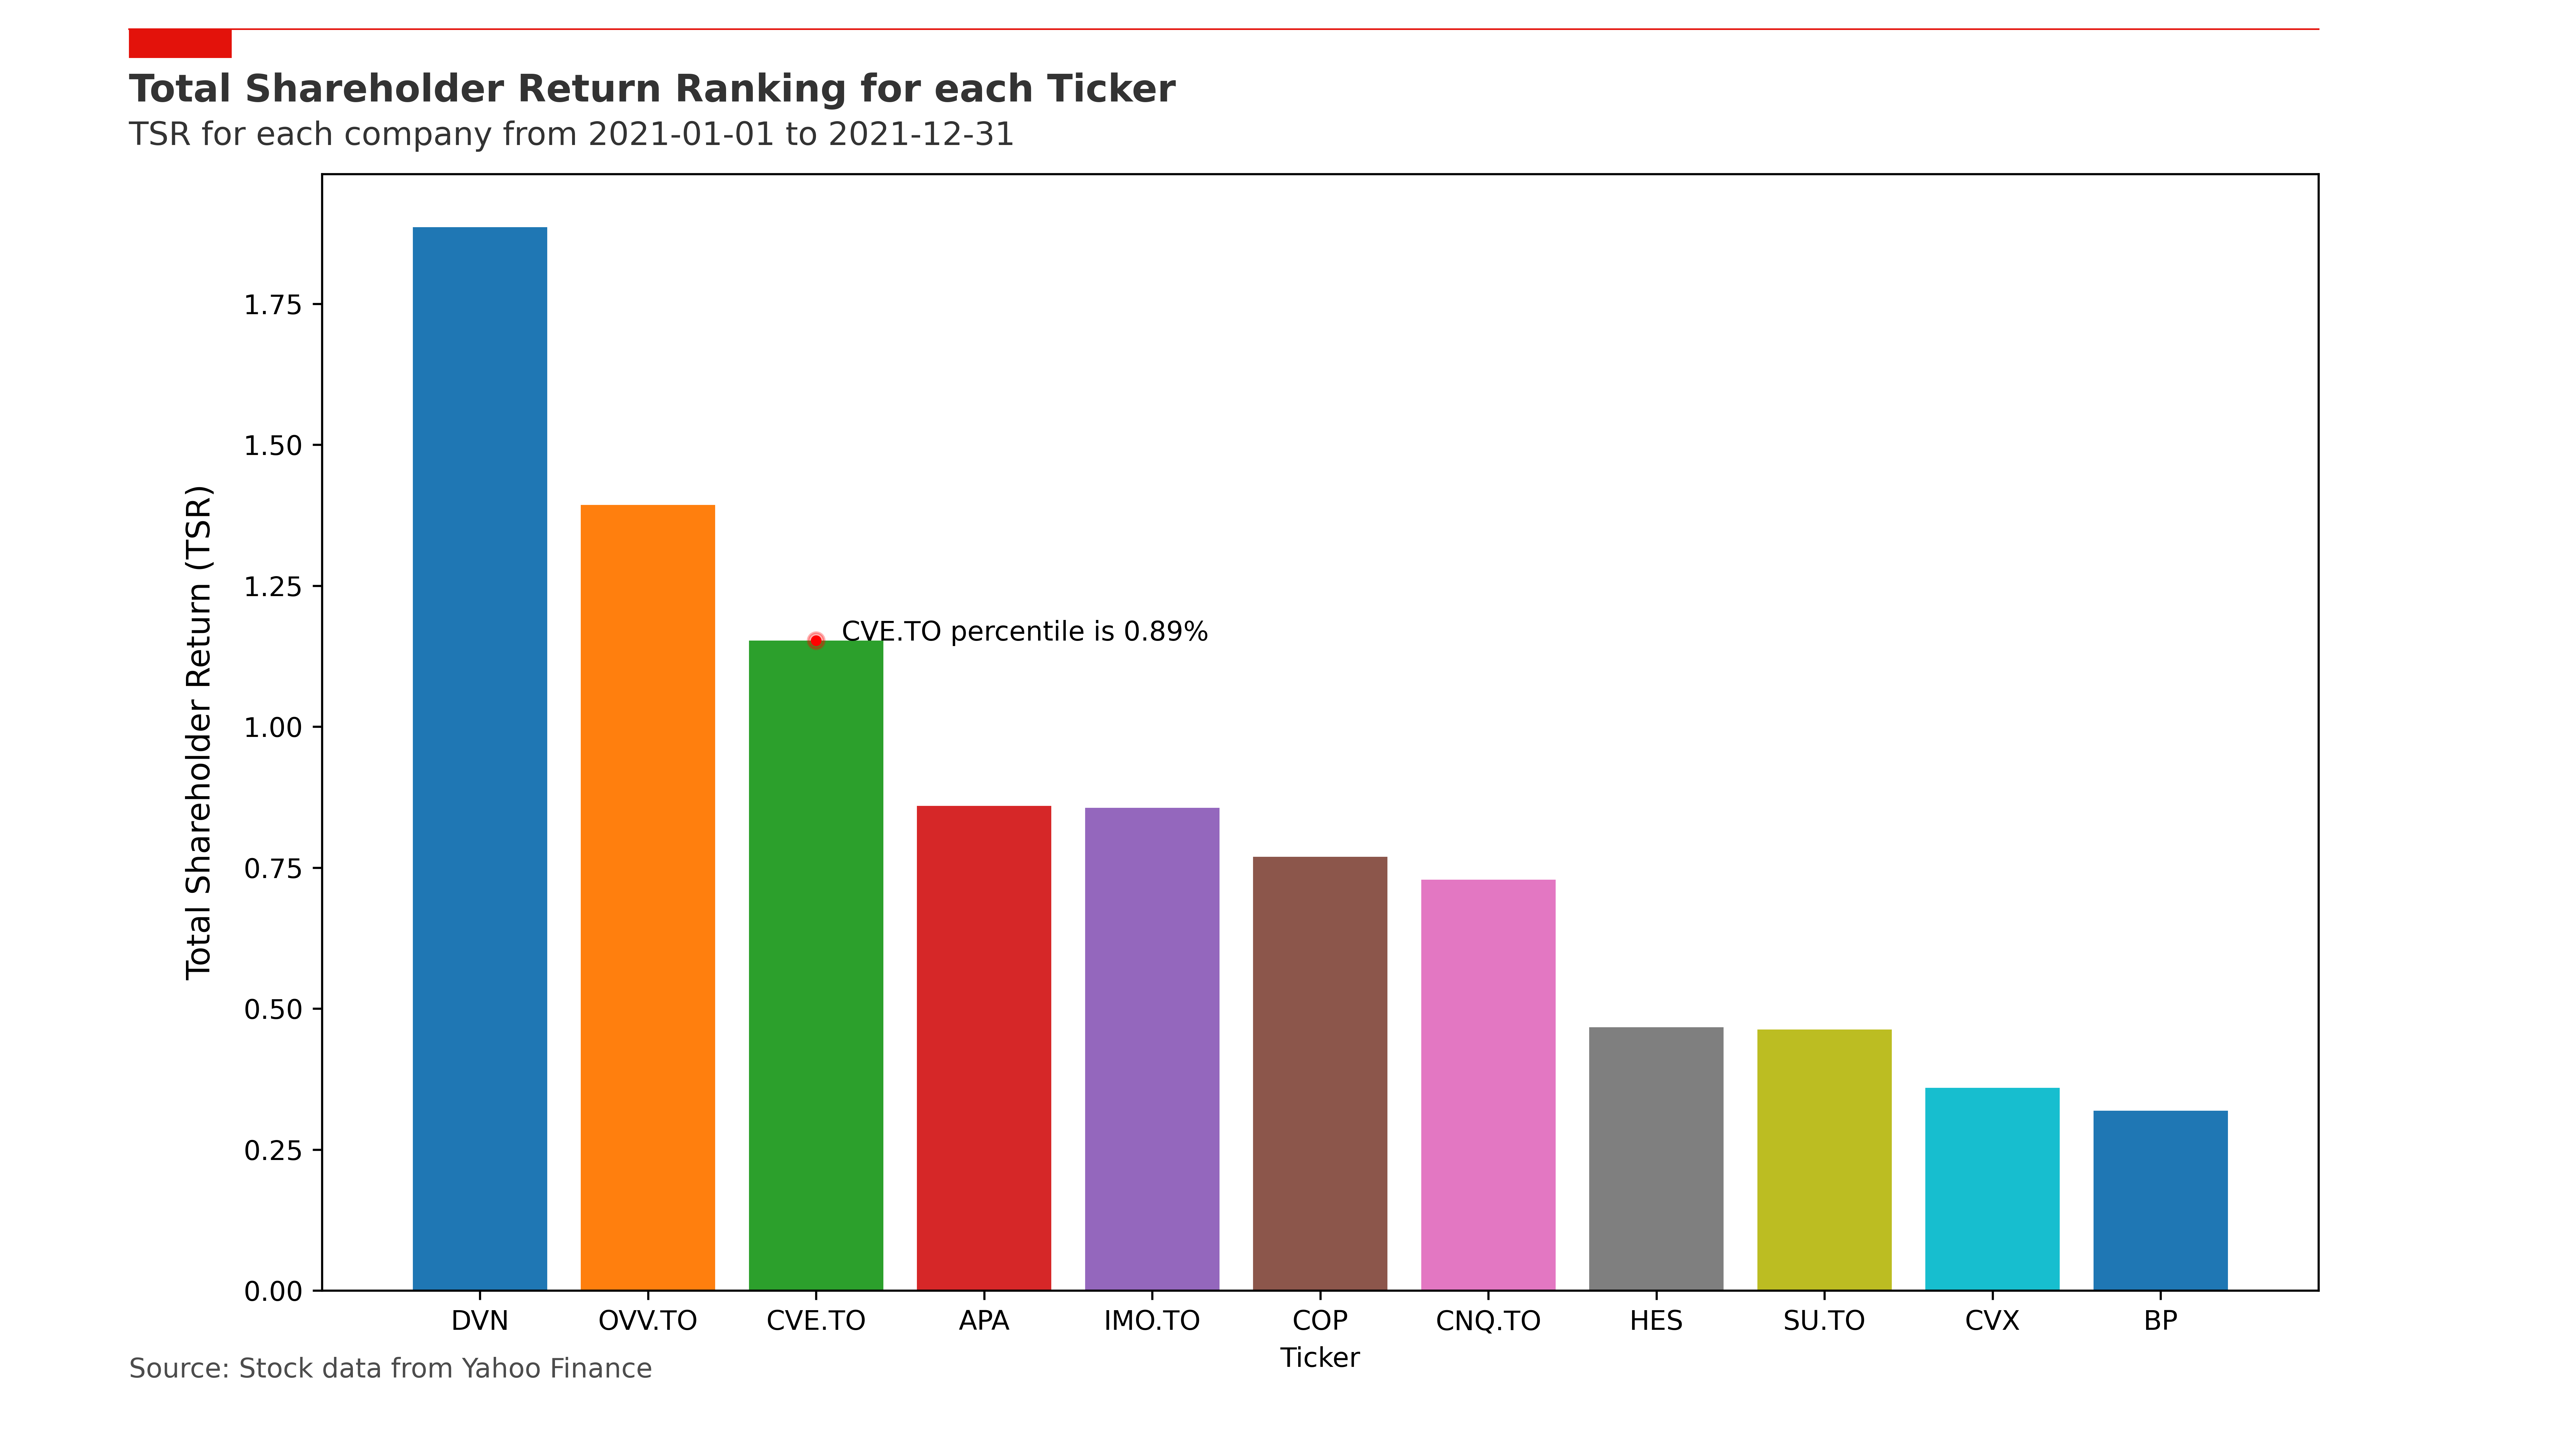 Total Shareholder Return Ranking for each Ticker
TSR for each company from 2021-01-01 to 2021-12-31
Total Shareholder Return (TSR)
1.75
1.50
1.25
1.00
0.75
0.50
0.25
0.00
CVE.TO percentile is 0.89%
DVN OVV.TO CVE.TO APA IMO.TO COP CNQ.TO HES SU.TO CVX BP
Ticker
Source: Stock data from Yahoo Finance